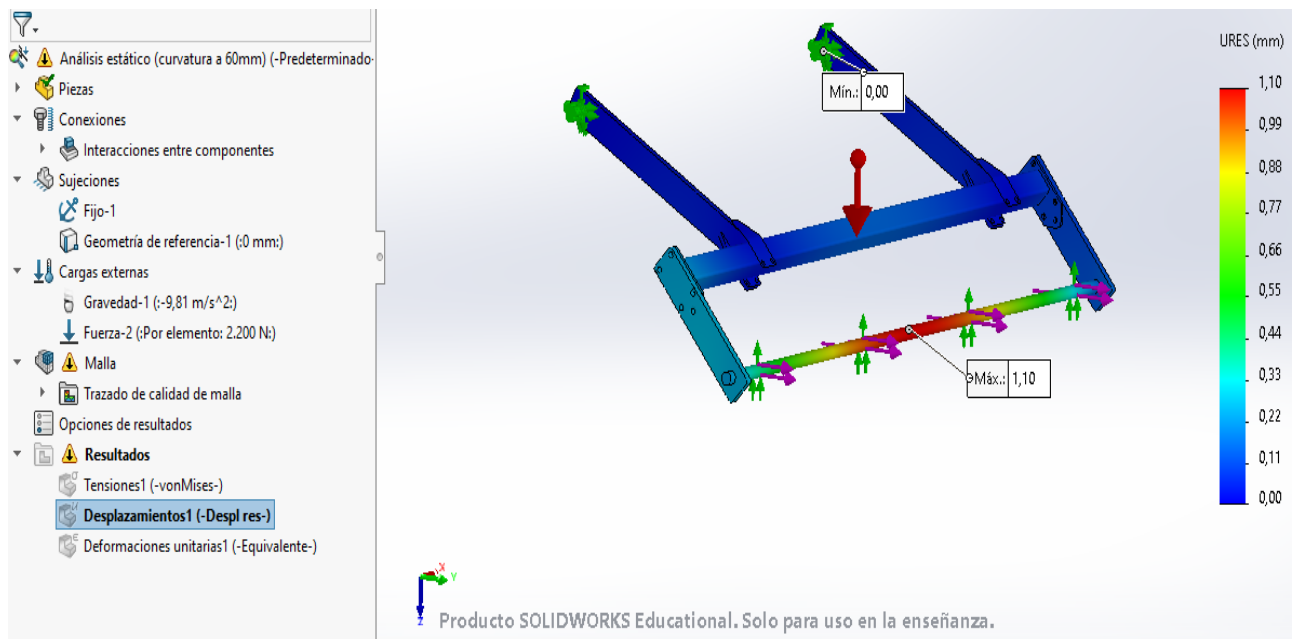 Análisis estático (curvatura a 60mm) (-Predeterminado-
Piezas
Conexiones
Interacciones entre componentes
Sujeciones
Fijo-1
Geometría de referencia-1 (:0 mm:)
Cargas externas
Gravedad-1 (:-9,81 m/s^2:)
Fuerza-2 (:Por elemento: 2.200 N:)
Malla
Trazado de calidad de malla
Opciones de resultados
Resultados
Tensiones1 (-vonMises-)
Desplazamientos1 (-Despl res-)
Deformaciones unitarias1 (-Equivalente-)
Mín.: 0,00
Máx.: 1,10
URES (mm)
1,10
0,99
0,88
0,77
0,66
0,55
0,44
0,33
0,22
0,11
0,00
X
Y
Z
Producto SOLIDWORKS Educational. Solo para uso en la enseñanza.